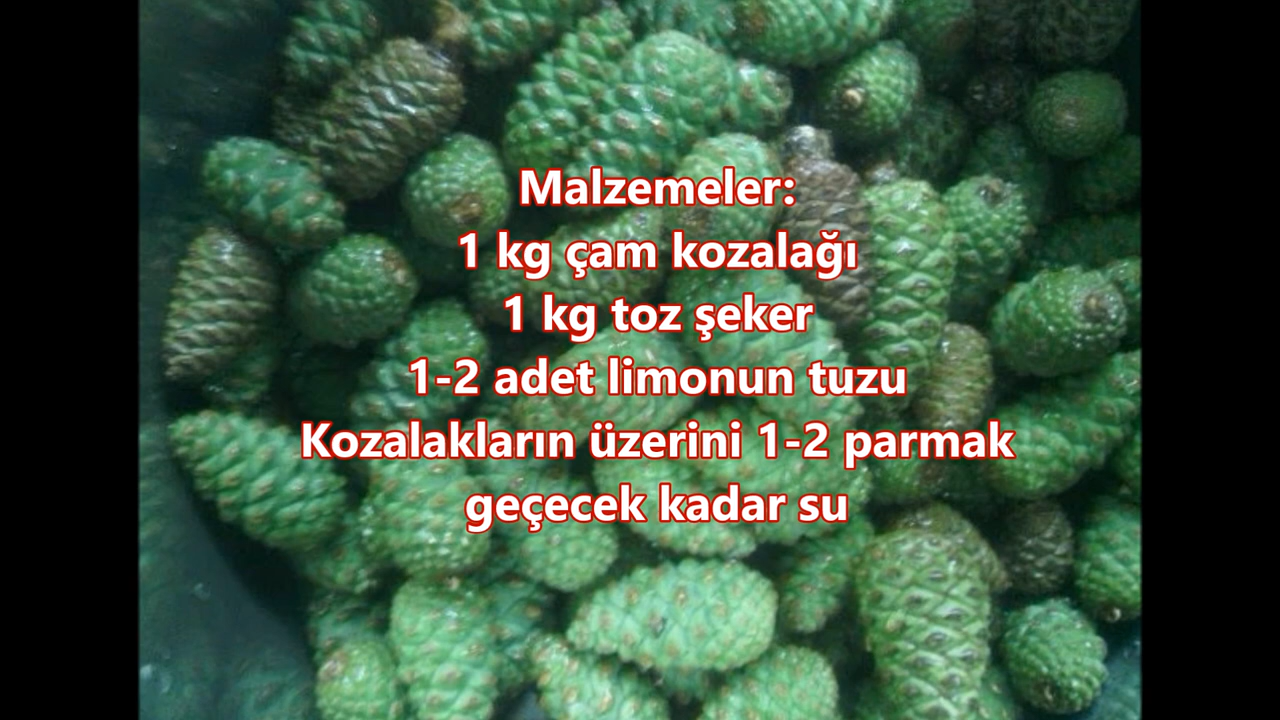 Malzemeler:
1 kg çam kozalağı
1 kg toz şeker
1-2 adet limonun tuzu
Kozalakların üzerini 1-2 parmak
geçecek kadar su